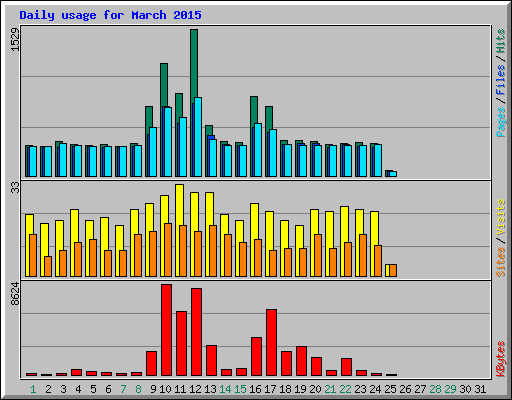 Daily usage for March 2015
1529
Pages / Files / Hits
33
Sites / Visits
8624
KBytes
1 2 3 4 5 6 7 8 9 10 11 12 13 14 15 16 17 18 19 20 21 22 23 24 25 26 27 28 29 30 31